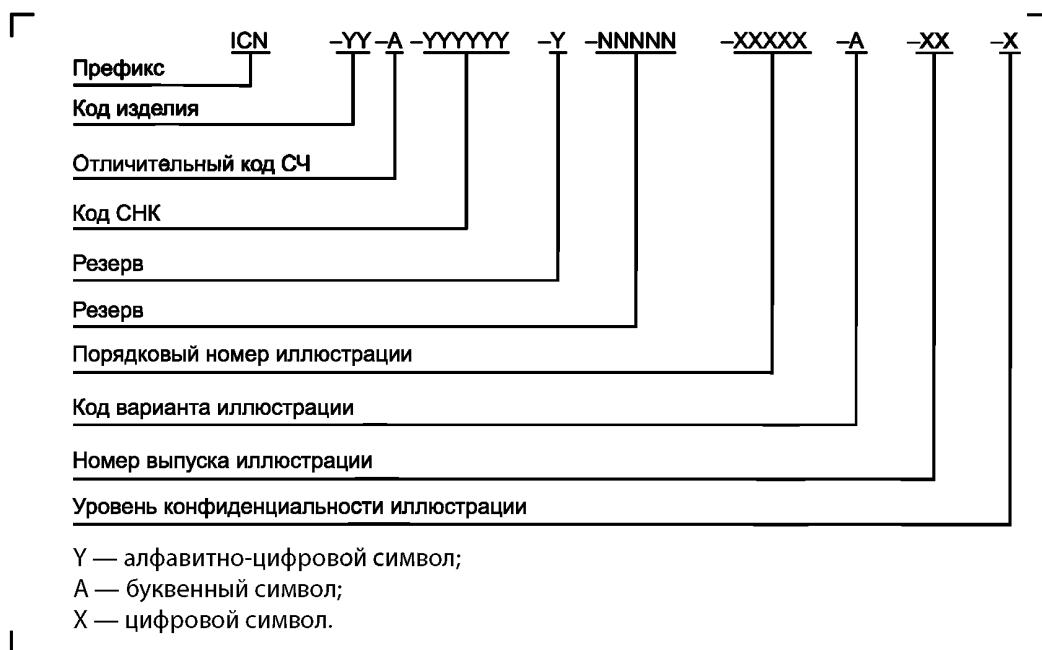 ICN –YY –A –YYYYYY –Y –NNNNN –XXXXX –A –XX –X
Префикс
Код изделия
Отличительный код СЧ
Код СНК
Резерв
Резерв
Порядковый номер иллюстрации
Код варианта иллюстрации
Номер выпуска иллюстрации
Уровень конфиденциальности иллюстрации
Y — алфавитно-цифровой символ;
A — буквенный символ;
X — цифровой символ.